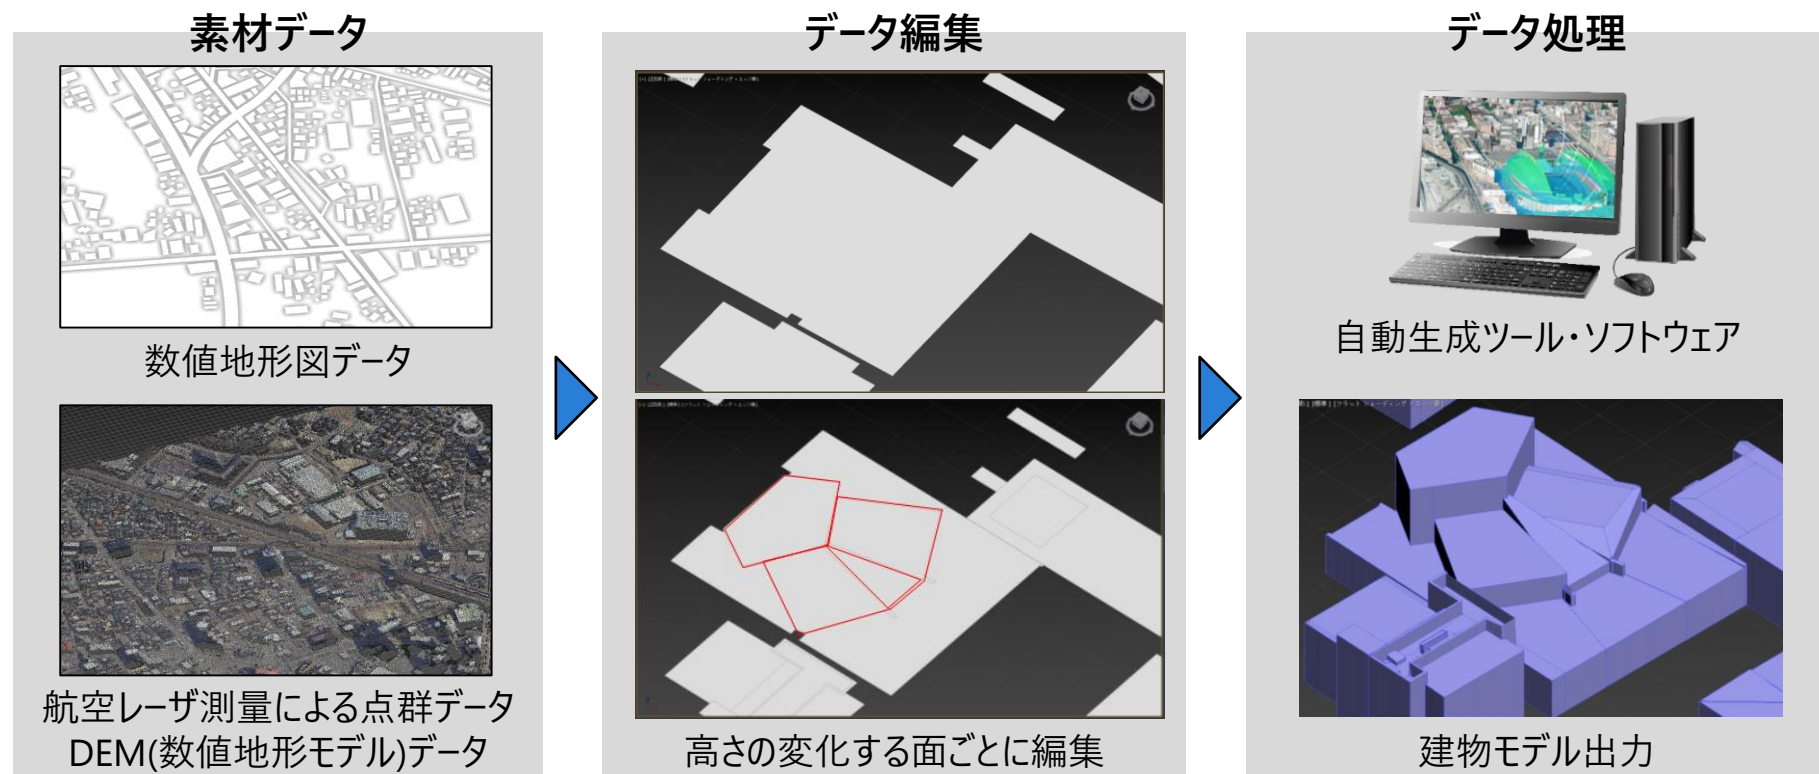 素材データ
数値地形図データ
航空レーザ測量による点群データ
DEM(数値地形モデル)データ
データ編集
高さの変化する面ごとに編集
データ処理
自動生成ツール・ソフトウェア
建物モデル出力